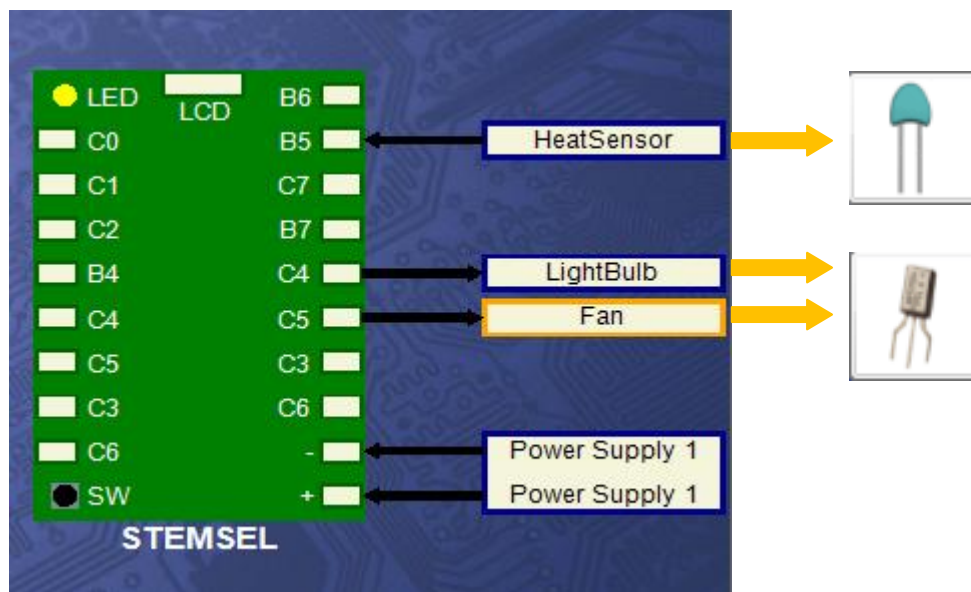 LED
LCD
B6
C0
B5
HeatSensor
C1
C7
C2
B7
B4
C4
LightBulb
C4
C5
Fan
C5
C3
C3
C6
C6
-
Power Supply 1
SW
+
Power Supply 1
STEMSEL